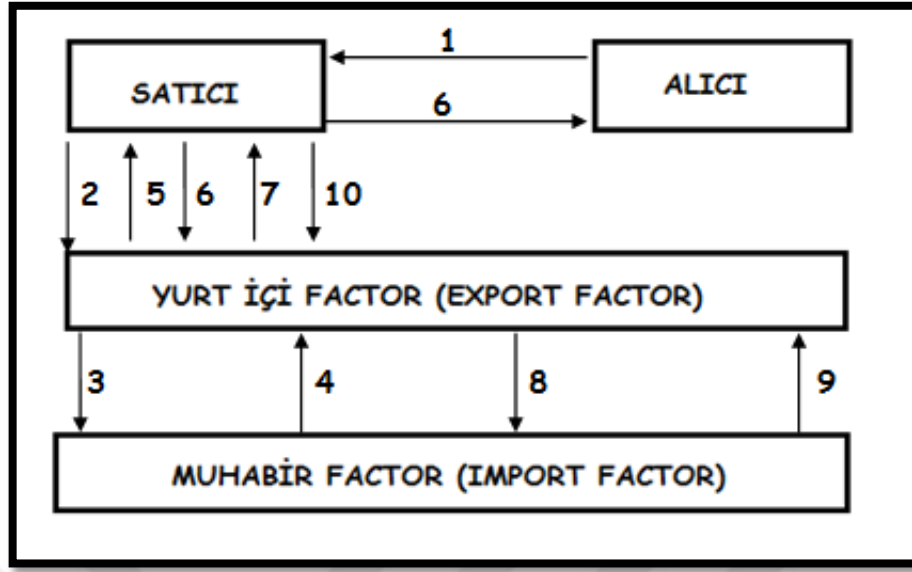 1
SATICI
ALICI
6
2 5 6 7 10
YURT İÇİ FACTOR (EXPORT FACTOR)
3 4 8 9
MUHABİR FACTOR (IMPORT FACTOR)